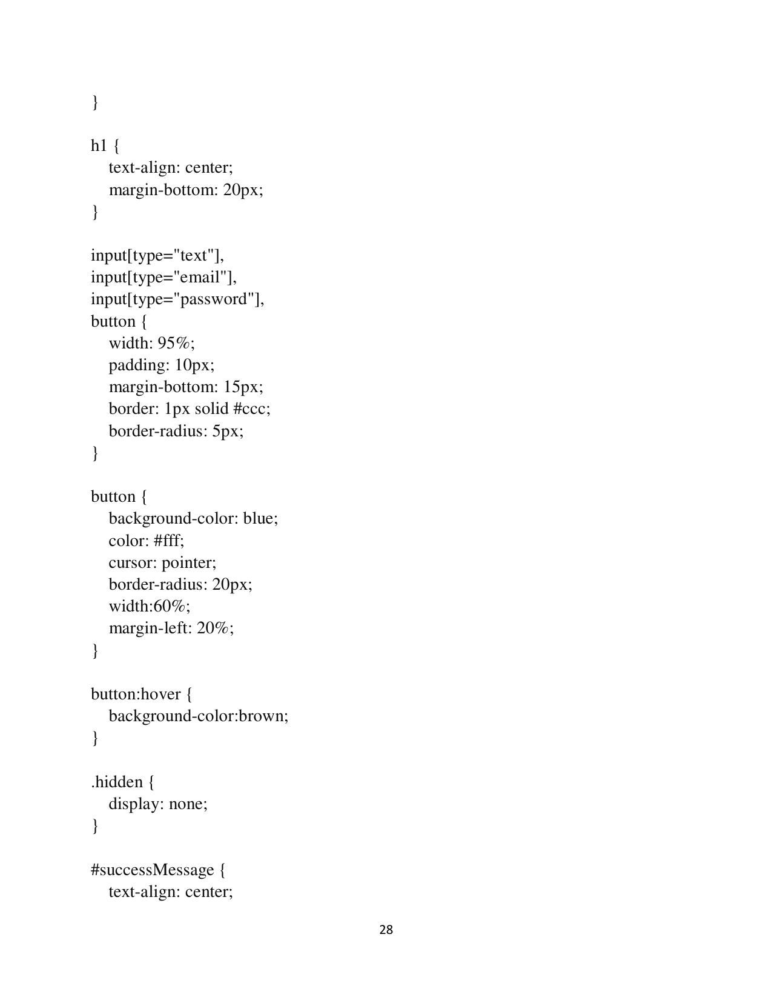 }
h1 {
text-align: center;
margin-bottom: 20px;
}
input[type="text"],
input[type="email"],
input[type="password"],
button {
width: 95%;
padding: 10px;
margin-bottom: 15px;
border: 1px solid #ccc;
border-radius: 5px;
}
button {
background-color: blue;
color: #fff;
cursor: pointer;
border-radius: 20px;
width:60%;
margin-left: 20%;
}
button:hover {
background-color:brown;
}
.hidden {
display: none;
}
#successMessage {
text-align: center;
28